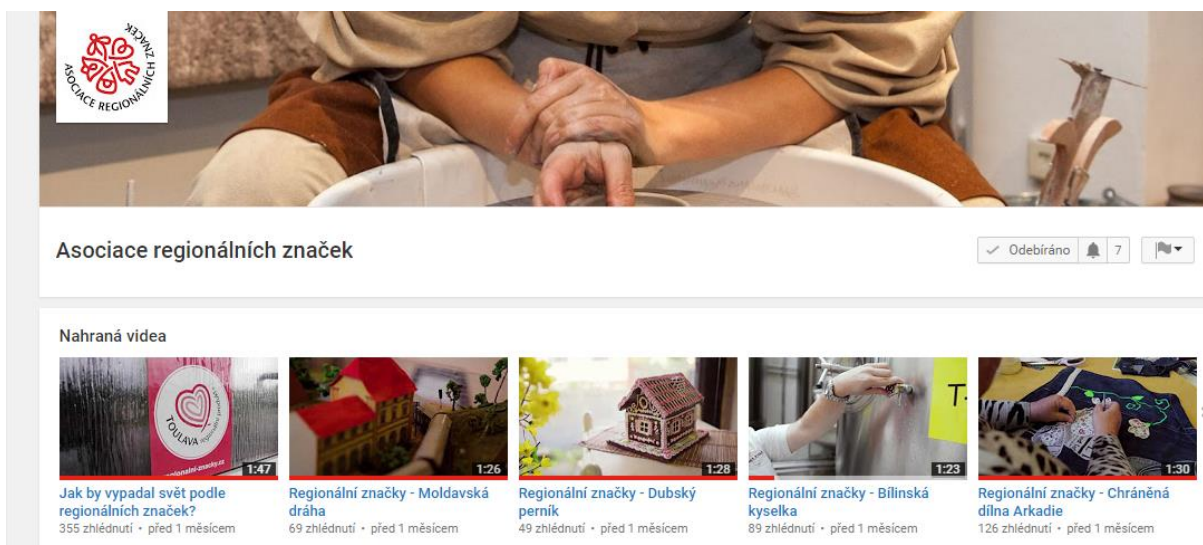 ASOCIACE REGIONÁLNÍCH ZNAČEK
Asociace regionálních značek
Odebíráno 7
Nahraná videa
TOULAVA
regionalni-znacky.cz
1:47
1:26
1:28
T-
1:23
1:30
Jak by vypadal svět podle
regionálních značek?
355 zhlédnutí • před 1 měsícem
Regionální značky - Moldavská
dráha
69 zhlédnutí • před 1 měsícem
Regionální značky - Dubský
perník
49 zhlédnutí • před 1 měsícem
Regionální značky - Bílinská
kyselka
89 zhlédnutí • před 1 měsícem
Regionální značky - Chráněná
dílna Arkadie
126 zhlédnutí • před 1 měsícem